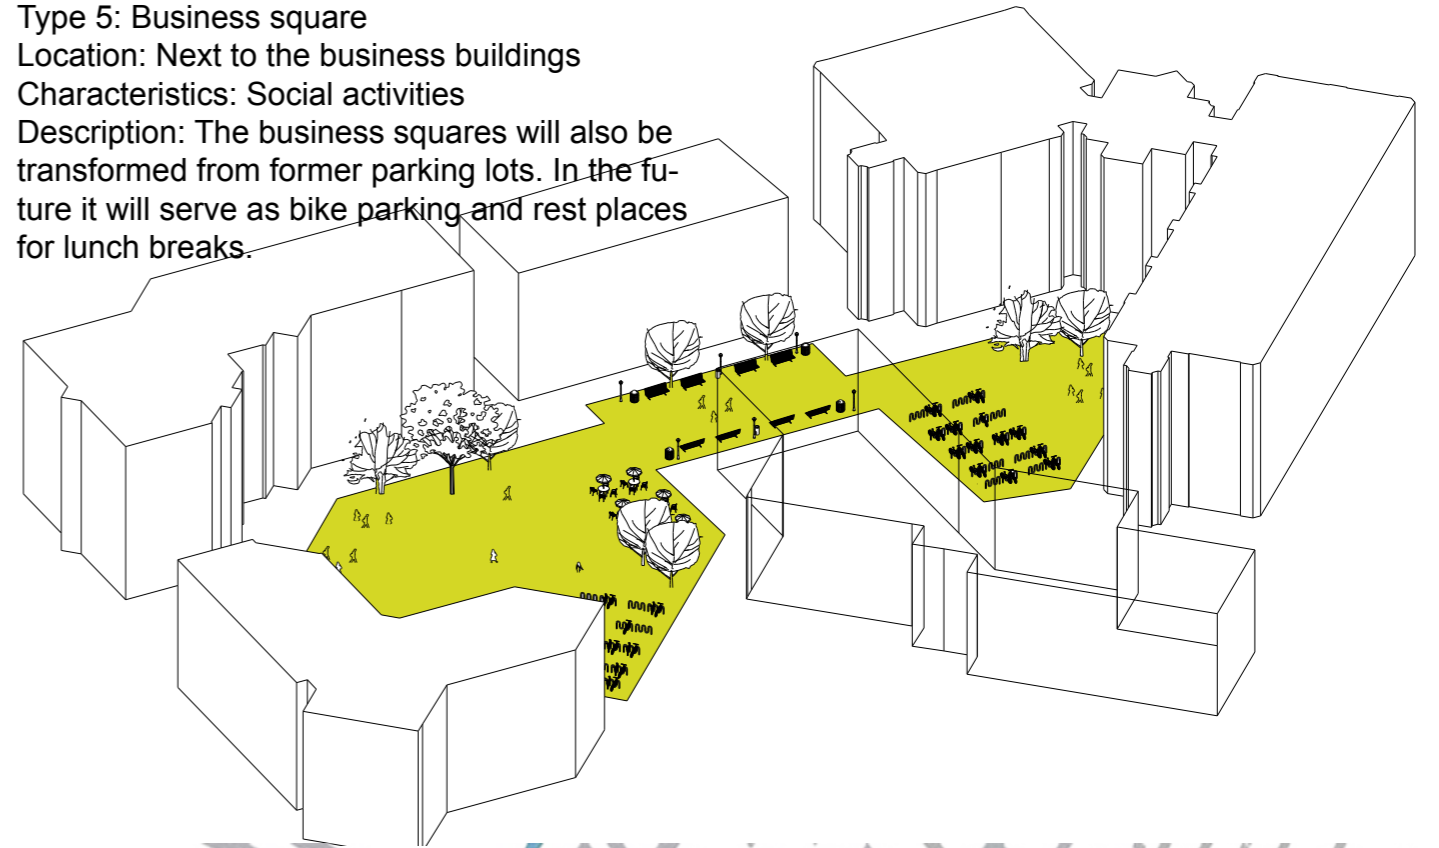 Type 5: Business square
Location: Next to the business buildings
Characteristics: Social activities
Description: The business squares will also be
transformed from former parking lots. In the fu-
ture it will serve as bike parking and rest places
for lunch breaks.